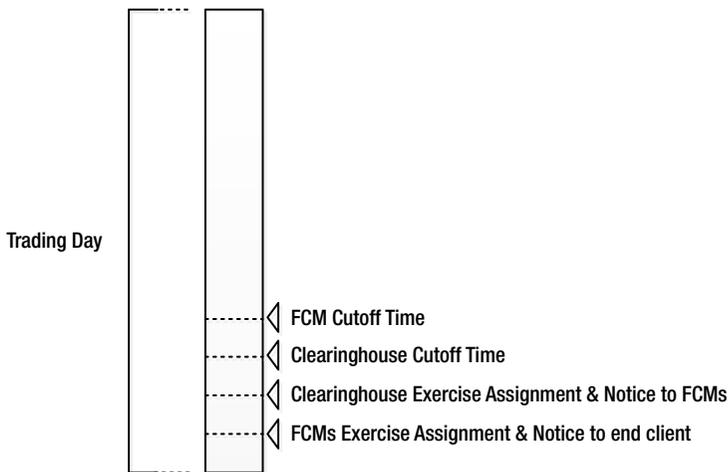 Trading Day
FCM Cutoff Time
Clearinghouse Cutoff Time
Clearinghouse Exercise Assignment & Notice to FCMs
FCMs Exercise Assignment & Notice to end client